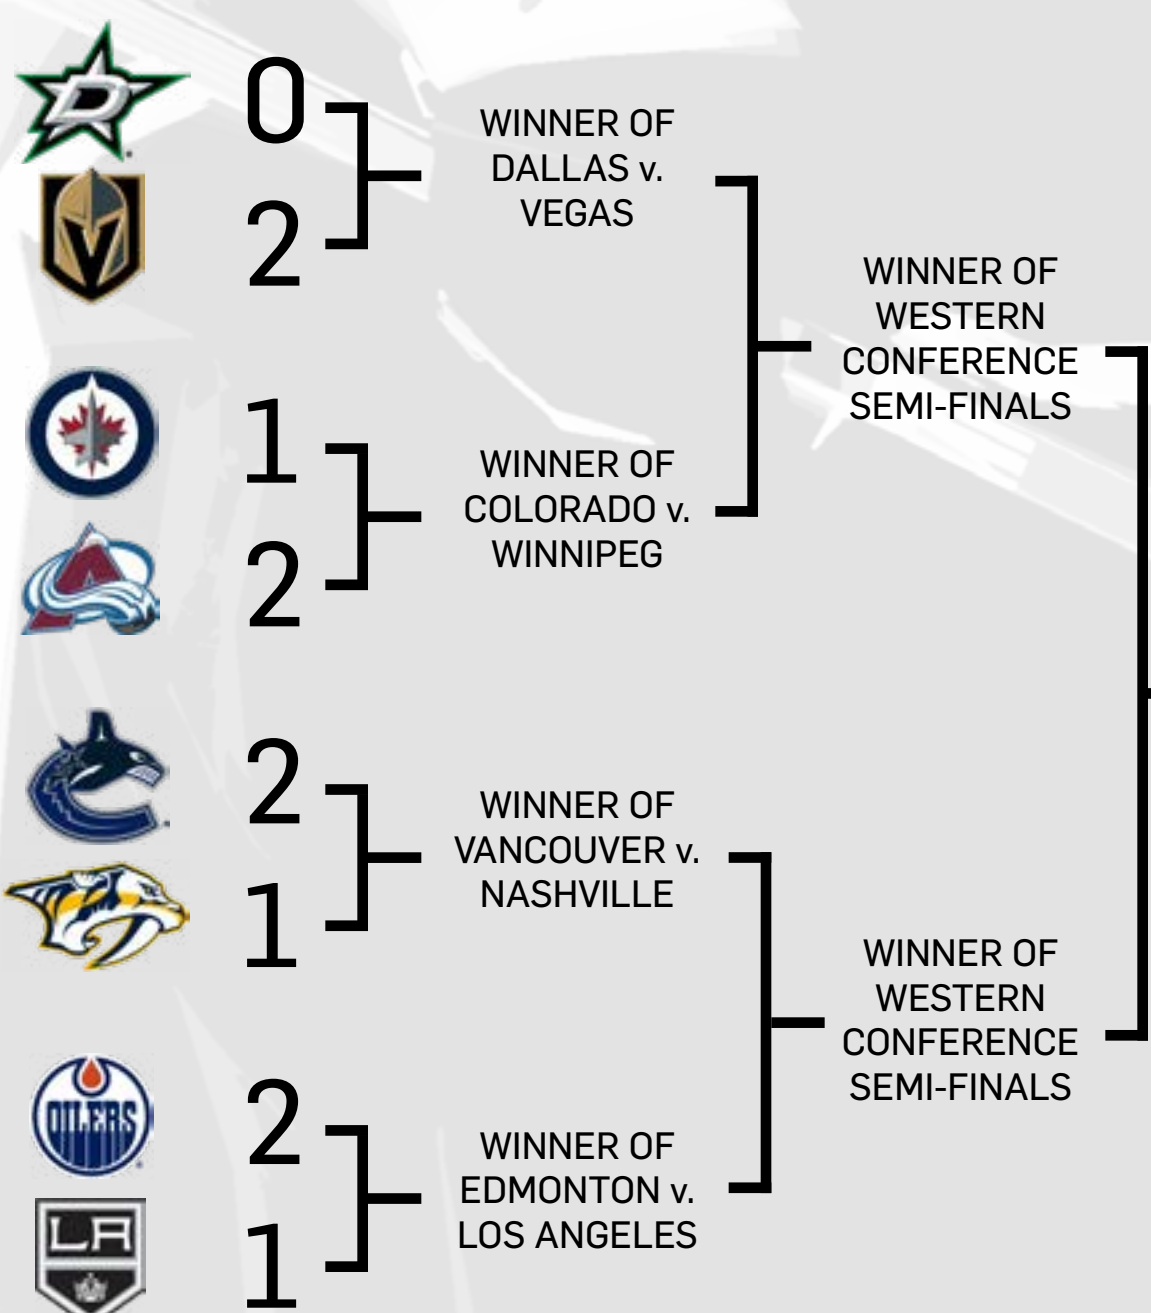 0
WINNER OF
DALLAS v.
VEGAS
2
WINNER OF
WESTERN
CONFERENCE
SEMI-FINALS
1
WINNER OF
COLORADO v.
WINNIPEG
2
2
WINNER OF
VANCOUVER v.
NASHVILLE
1
WINNER OF
WESTERN
CONFERENCE
SEMI-FINALS
OILERS
2
WINNER OF
EDMONTON v.
LOS ANGELES
LA
1